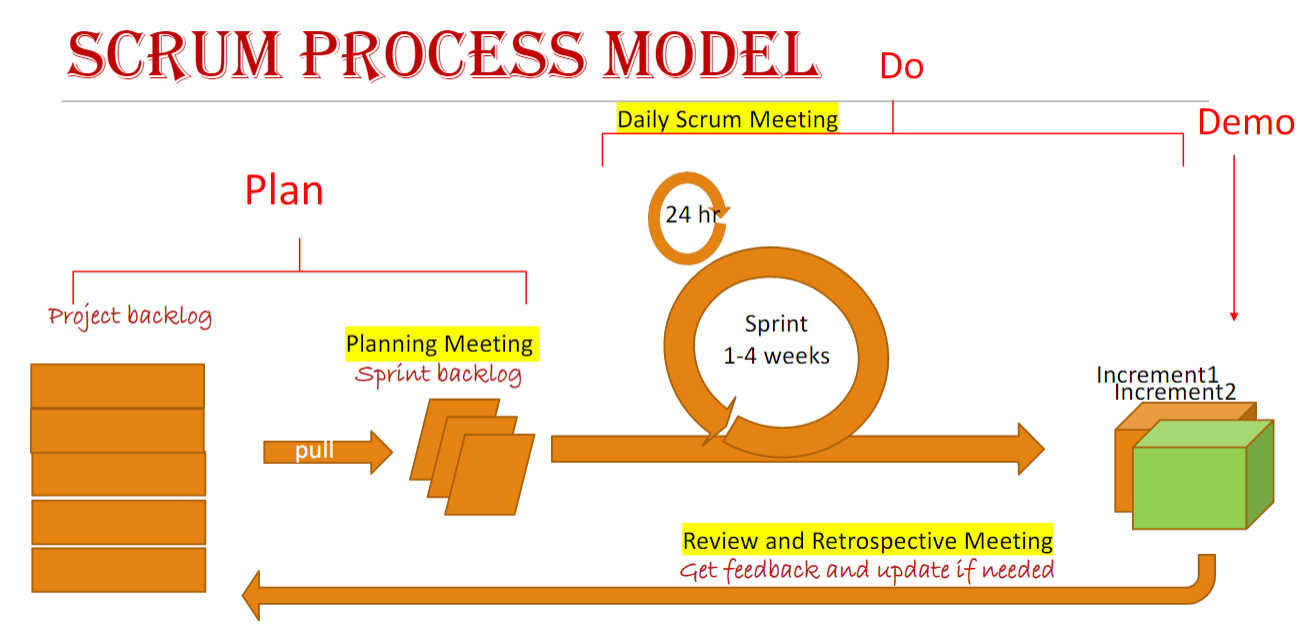 SCRUM PROCESS MODEL
Do
Daily Scrum Meeting
Demo
Plan
24 hr
Project backlog
Planning Meeting
Sprint backlog
Sprint
1-4 weeks
Increment1
Increment2
pull
Review and Retrospective Meeting
Get feedback and update if needed